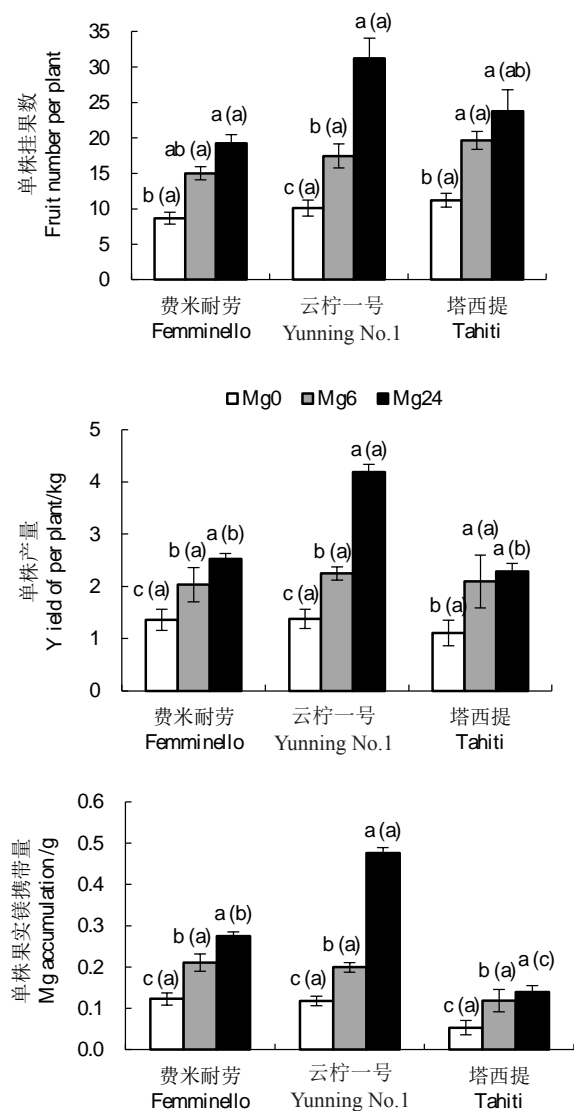 35
30
25
20
15
10
5
0
单株挂果数
Fruit number per plant
b (a)
ab (a)
a (a)
c (a)
b (a)
a (a)
b (a)
a (a)
a (ab)
费米耐劳
Femminello
云柠一号
Yunning No.1
塔西提
Tahiti
Mg0 Mg6 Mg24
5
4
3
2
1
0
单株产量
Yield of per plant/kg
c (a)
b (a)
a (b)
c (a)
b (a)
a (a)
b (a)
a (a)
a (b)
费米耐劳
Femminello
云柠一号
Yunning No.1
塔西提
Tahiti
0.6
0.5
0.4
0.3
0.2
0.1
0.0
单株果实镁携带量
Mg accumulation/g
c (a)
b (a)
a (b)
c (a)
b (a)
a (a)
c (a)
b (a)
a (c)
费米耐劳
Femminello
云柠一号
Yunning No.1
塔西提
Tahiti